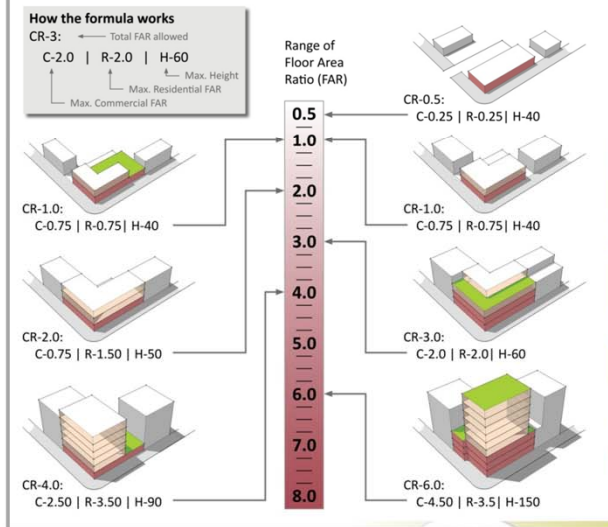 How the formula works
CR-3: Total FAR allowed
C-2.0 | R-2.0 | H-60
Max. Height
Max. Residential FAR
Max. Commercial FAR
Range of
Floor Area
Ratio (FAR)
0.5
1.0
2.0
3.0
4.0
5.0
6.0
7.0
8.0
CR-1.0:
C-0.75 | R-0.75| H-40
CR-2.0:
C-0.75 | R-1.50 | H-50
CR-4.0:
C-2.50 | R-3.50 | H-90
CR-0.5:
C-0.25 | R-0.25| H-40
CR-1.0:
C-0.75 | R-0.75| H-40
CR-3.0:
C-2.0 | R-2.0| H-60
CR-6.0:
C-4.50 | R-3.5| H-150